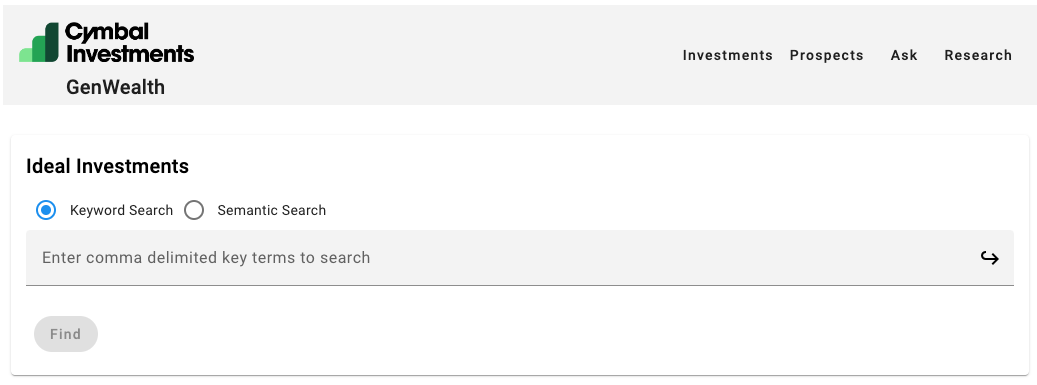 Cymbal
Investments
GenWealth
Investments Prospects Ask Research
Ideal Investments
Keyword Search Semantic Search
Enter comma delimited key terms to search
Find